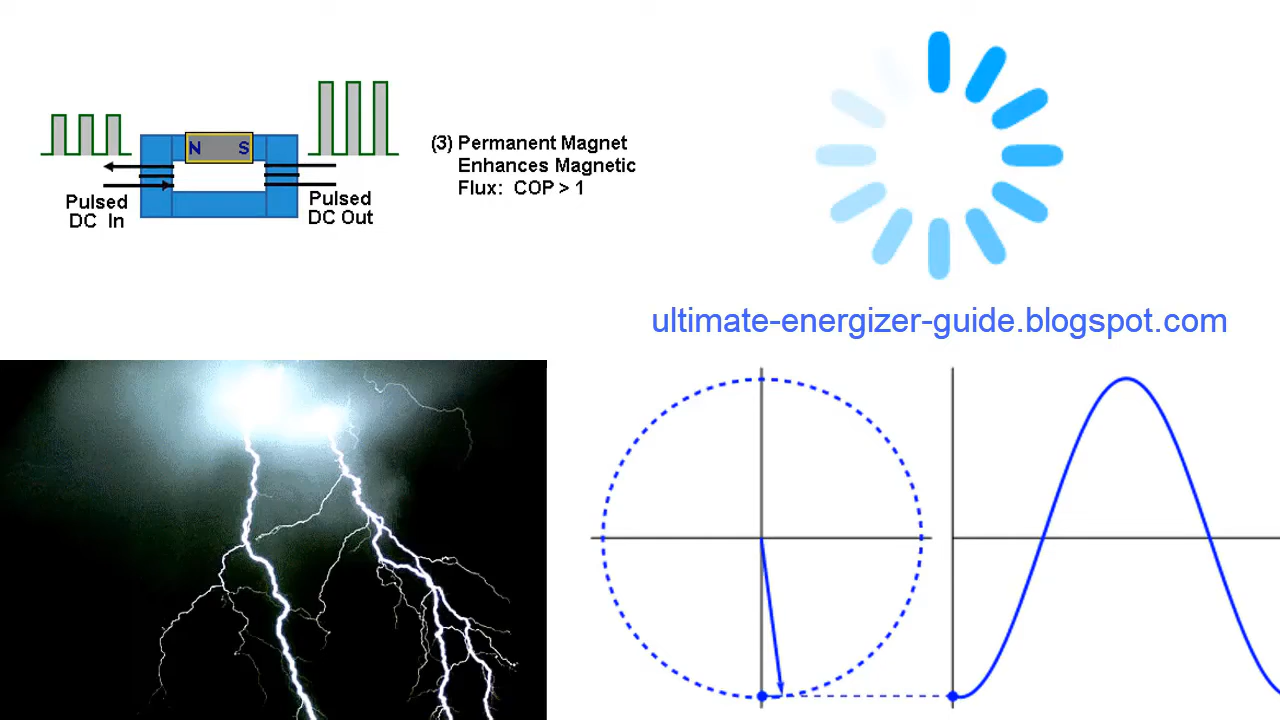 N S
(3) Permanent Magnet
Enhances Magnetic
Flux: COP > 1
Pulsed
DC In
Pulsed
DC Out
ultimate-energizer-guide.blogspot.com